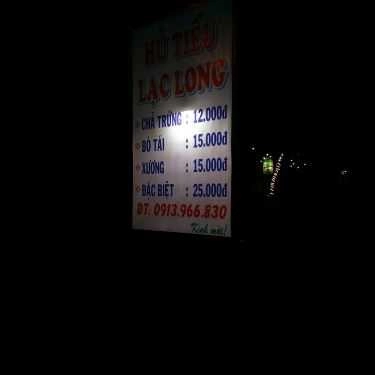 HỦ TIẾU
LẠC LONG
CHẢ TRỨNG : 12.000đ
BÒ TÁI : 15.000đ
XƯƠNG : 15.000đ
ĐẶC BIỆT : 25.000đ
ĐT: 0913.966.830
Kính mời!